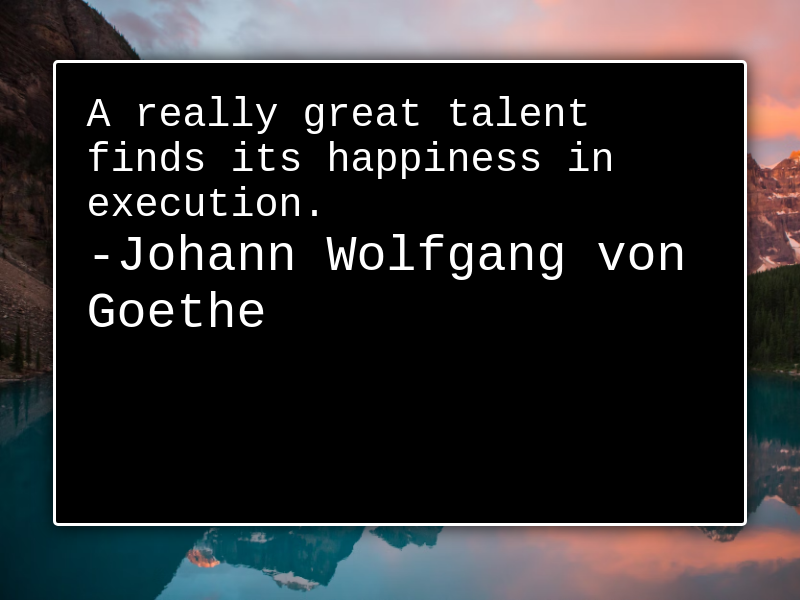 A really great talent
finds its happiness in
execution.
-Johann Wolfgang von
Goethe